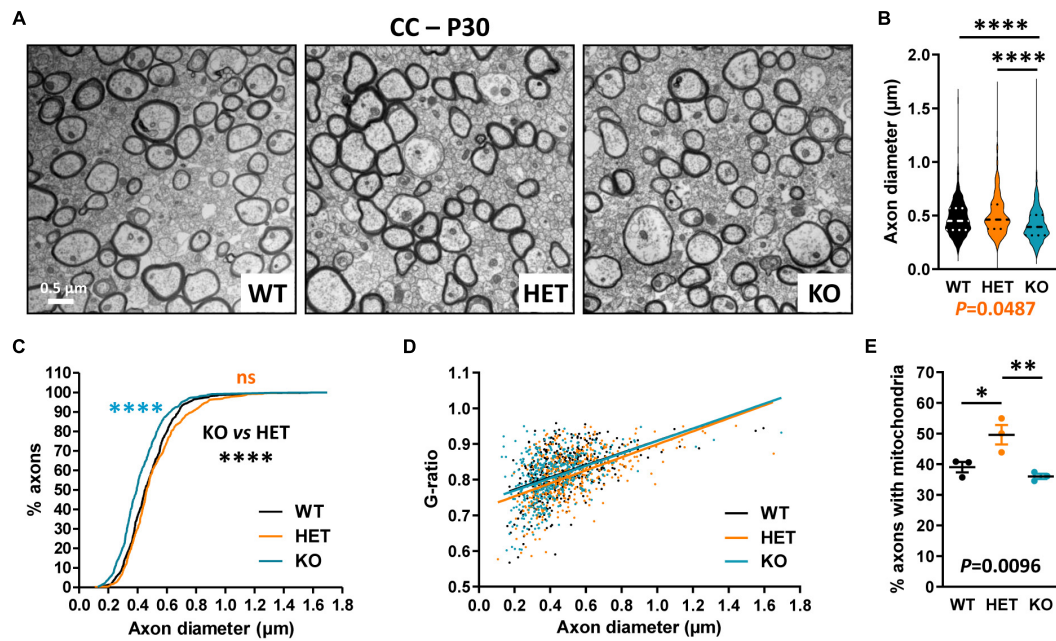 A
CC – P30
0.5 µm
WT
HET
KO
B
**** 
****
Axon diameter (µm)
2.0
1.5
1.0
0.5
0.0
WT HET KO
P=0.0487
C
% axons
110
100
90
80
70
60
50
40
30
20
10
0
ns
****
KO vs HET
****
WT
HET
KO
0.0 0.2 0.4 0.6 0.8 1.0 1.2 1.4 1.6 1.8
Axon diameter (µm)
D
G-ratio
1.1
1.0
0.9
0.8
0.7
0.6
0.5
WT
HET
KO
0.0 0.2 0.4 0.6 0.8 1.0 1.2 1.4 1.6 1.8
Axon diameter (µm)
E
% axons with mitochondria
70
60
50
40
30
20
10
0
**
*
P=0.0096
WT HET KO